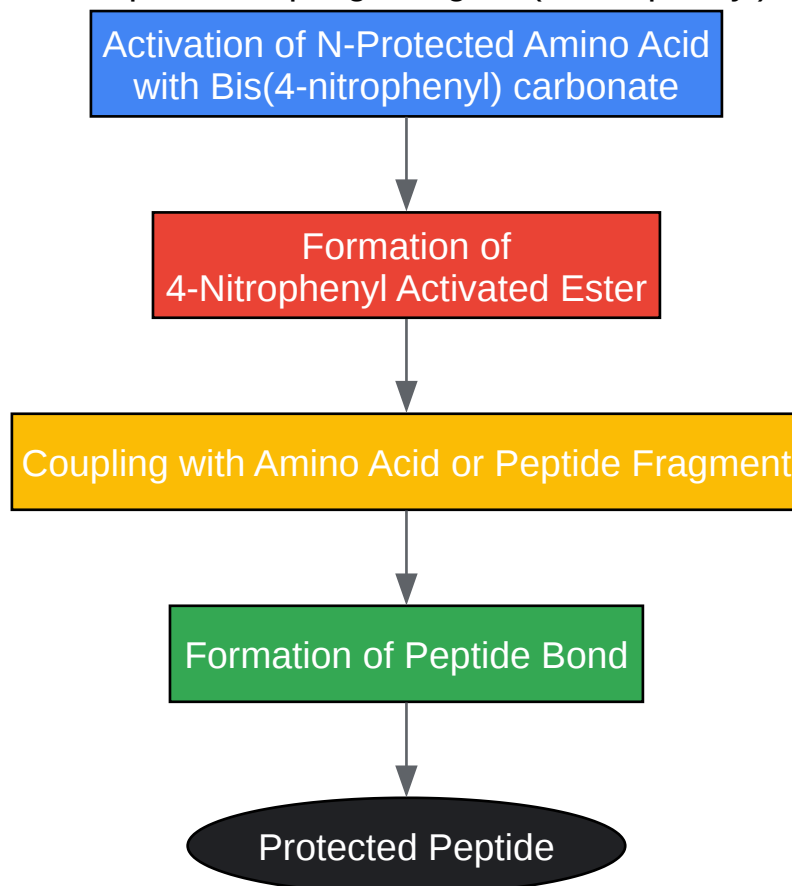 Activation of N-Protected Amino Acid
with Bis(4-nitrophenyl) carbonate
Formation of
4-Nitrophenyl Activated Ester
Coupling with Amino Acid or Peptide Fragment
Formation of Peptide Bond
Protected Peptide